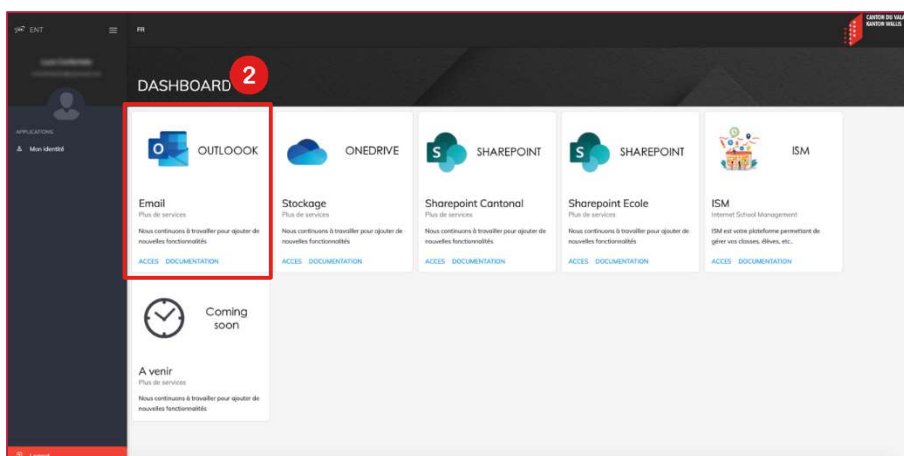 ENT
FR
CANTON DU VALAIS
KANTON WALLIS
DASHBOARD
2
APPLICATIONS
Mon identité
OUTLOOOK
Email
Plus de services
Nous continuons à travailler pour ajouter de
nouvelles fonctionnalités
ACCES DOCUMENTATION
ONEDRIVE
Stockage
Plus de services
Nous continuons à travailler pour ajouter de
nouvelles fonctionnalités
ACCES DOCUMENTATION
SHAREPOINT
Sharepoint Cantonal
Plus de services
Nous continuons à travailler pour ajouter de
nouvelles fonctionnalités
ACCES DOCUMENTATION
SHAREPOINT
Sharepoint Ecole
Plus de services
Nous continuons à travailler pour ajouter de
nouvelles fonctionnalités
ACCES DOCUMENTATION
ISM
ISM
Internet School Management
ISM est votre plateforme permettant de
gérer vos classes, élèves, etc..
ACCES DOCUMENTATION
Coming
soon
A venir
Plus de services
Nous continuons à travailler pour ajouter de
nouvelles fonctionnalités
Logout